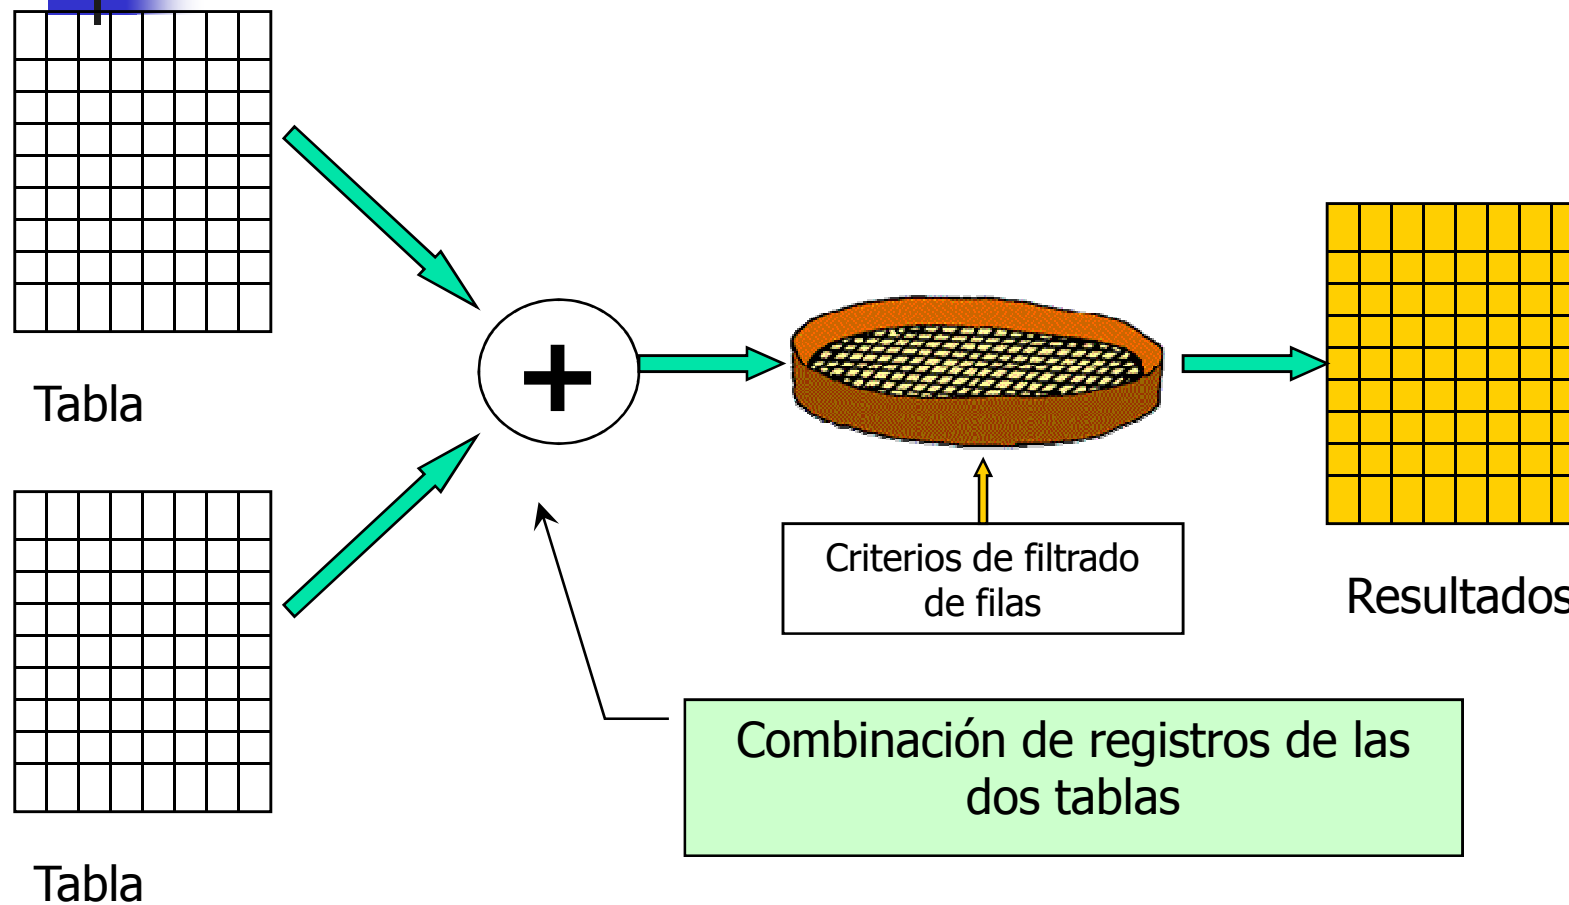 Tabla
+
Criterios de filtrado
de filas
Resultados
Combinación de registros de las
dos tablas
Tabla